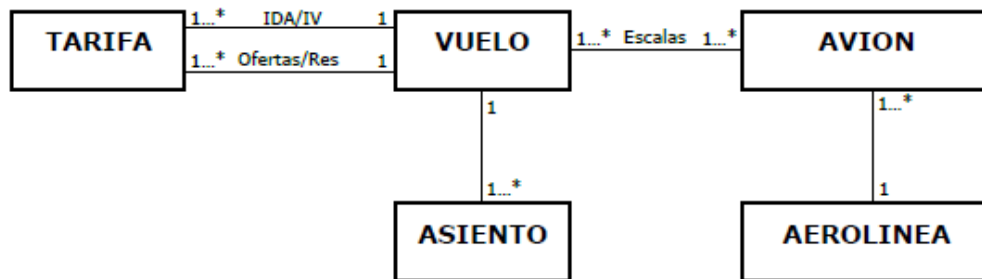 1...* IDA/IV 1
TARIFA
VUELO
1...* Escalas 1...*
AVION
1...* Ofertas/Res 1
1
1...*
1...*
1
ASIENTO
AEROLINEA